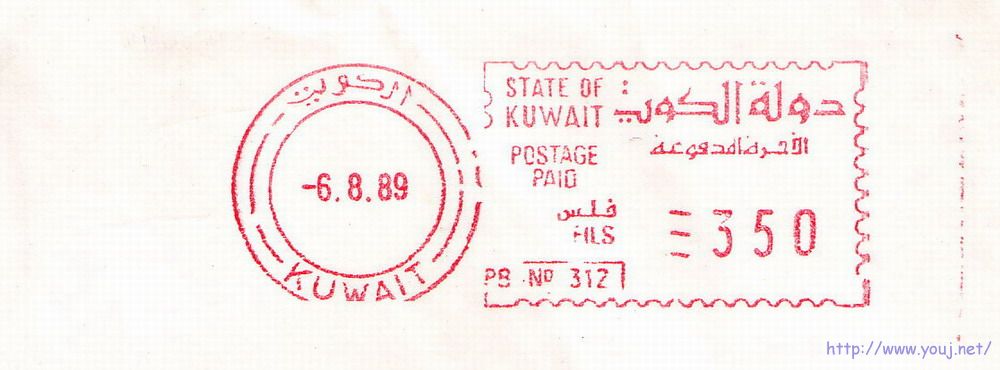 الكويت
-6.8.89
KUWAIT
STATE OF
KUWAIT
دولة الكويت
POSTAGE
PAID
الأجرة مدفوعة
فلس
FILS
350
PB Nº 312
http://www.youj.net/